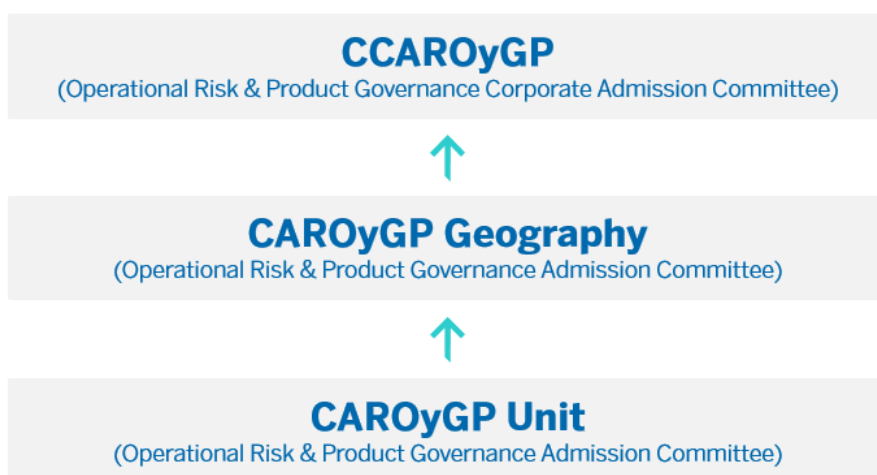 CCAROyGP
(Operational Risk & Product Governance Corporate Admission Committee)
CAROyGP Geography
(Operational Risk & Product Governance Admission Committee)
CAROyGP Unit
(Operational Risk & Product Governance Admission Committee)